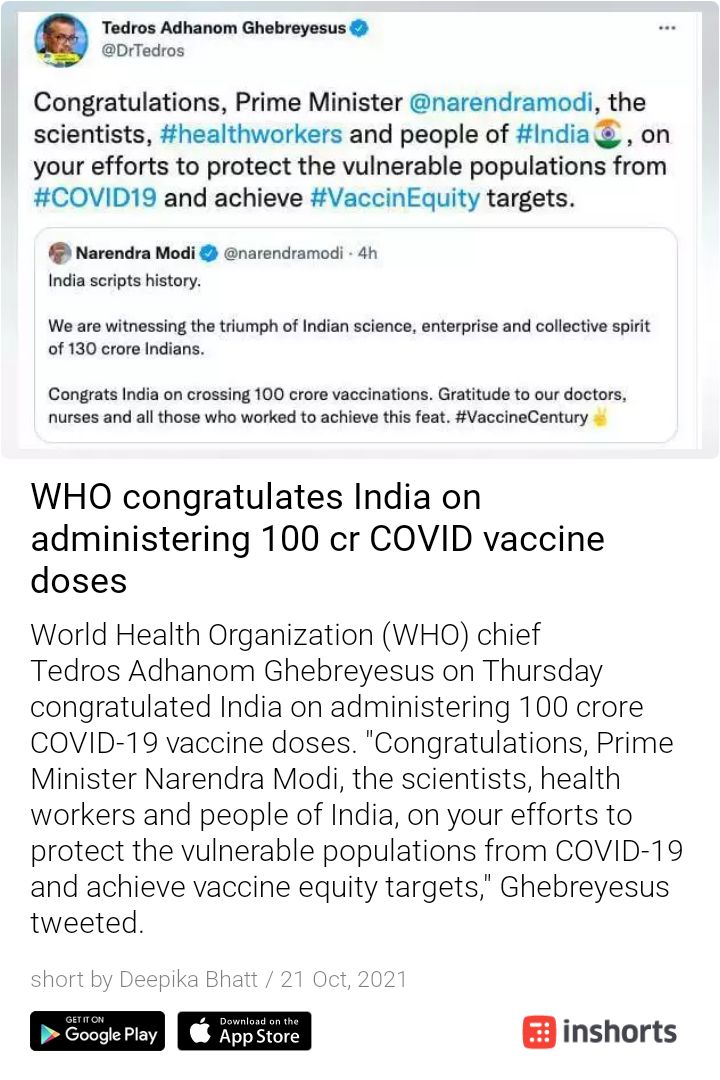 Tedros Adhanom Ghebreyesus
@DrTedros
Congratulations, Prime Minister @narendramodi, the
scientists, #healthworkers and people of #India, on
your efforts to protect the vulnerable populations from
#COVID19 and achieve #VaccinEquity targets.
Narendra Modi @narendramodi · 4h
India scripts history.
We are witnessing the triumph of Indian science, enterprise and collective spirit
of 130 crore Indians.
Congrats India on crossing 100 crore vaccinations. Gratitude to our doctors,
nurses and all those who worked to achieve this feat. #VaccineCentury ✌
WHO congratulates India on
administering 100 cr COVID vaccine
doses
World Health Organization (WHO) chief
Tedros Adhanom Ghebreyesus on Thursday
congratulated India on administering 100 crore
COVID-19 vaccine doses. "Congratulations, Prime
Minister Narendra Modi, the scientists, health
workers and people of India, on your efforts to
protect the vulnerable populations from COVID-19
and achieve vaccine equity targets," Ghebreyesus
tweeted.
short by Deepika Bhatt / 21 Oct, 2021
GET IT ON
Google Play
Download on the
App Store
inshorts